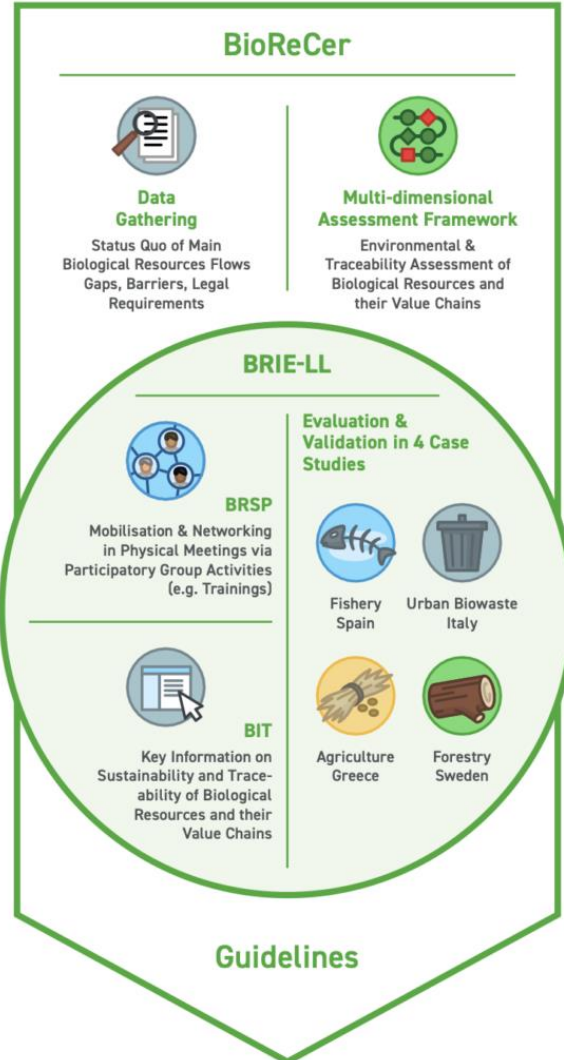 BioReCer
Data
Gathering
Status Quo of Main
Biological Resources Flows
Gaps, Barriers, Legal
Requirements
Multi-dimensional
Assessment Framework
Environmental &
Traceability Assessment of
Biological Resources and
their Value Chains
BRIE-LL
BRSP
Mobilisation & Networking
in Physical Meetings via
Participatory Group Activities
(e.g. Trainings)
BIT
Key Information on
Sustainability and Trace-
ability of Biological
Resources and their
Value Chains
Evaluation &
Validation in 4 Case
Studies
Fishery
Spain
Urban Biowaste
Italy
Agriculture
Greece
Forestry
Sweden
Guidelines